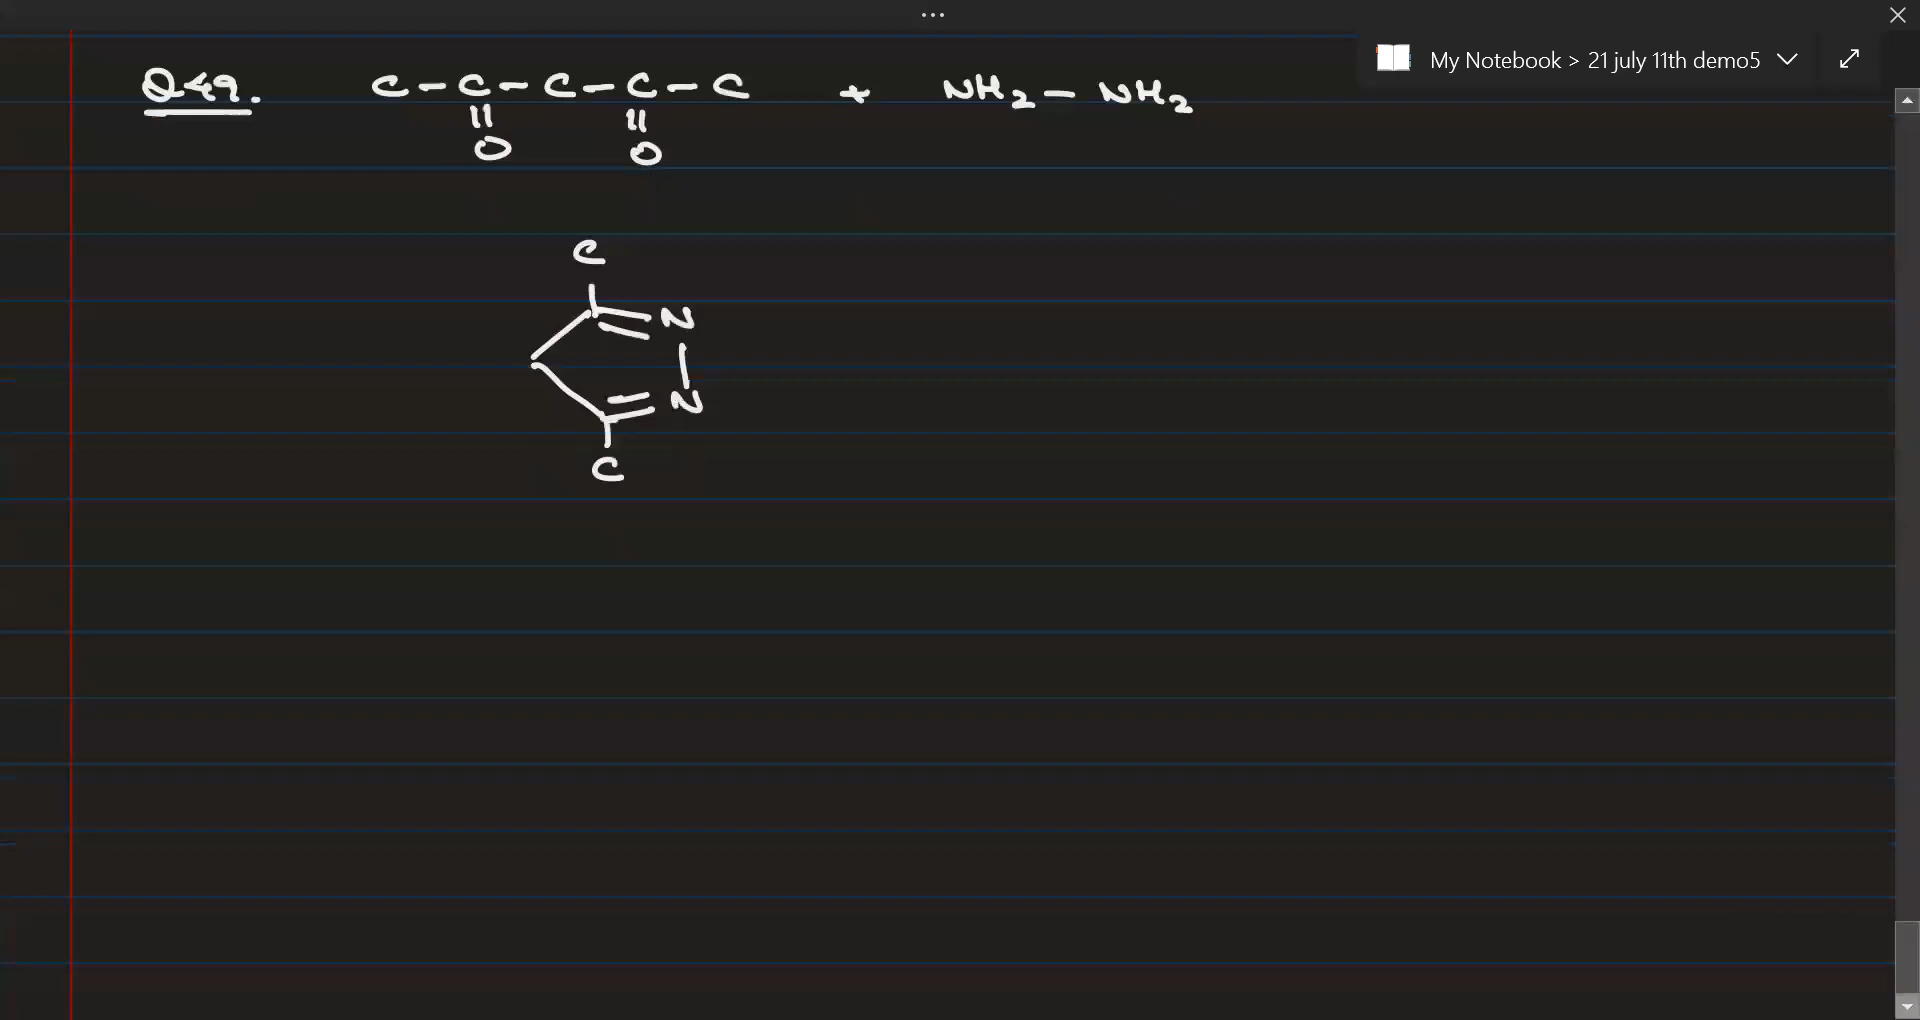 ...
My Notebook > 21 july 11th demo5
Q49. C-C-C-C-C + NH2-NH2
O O
C
N
N
C